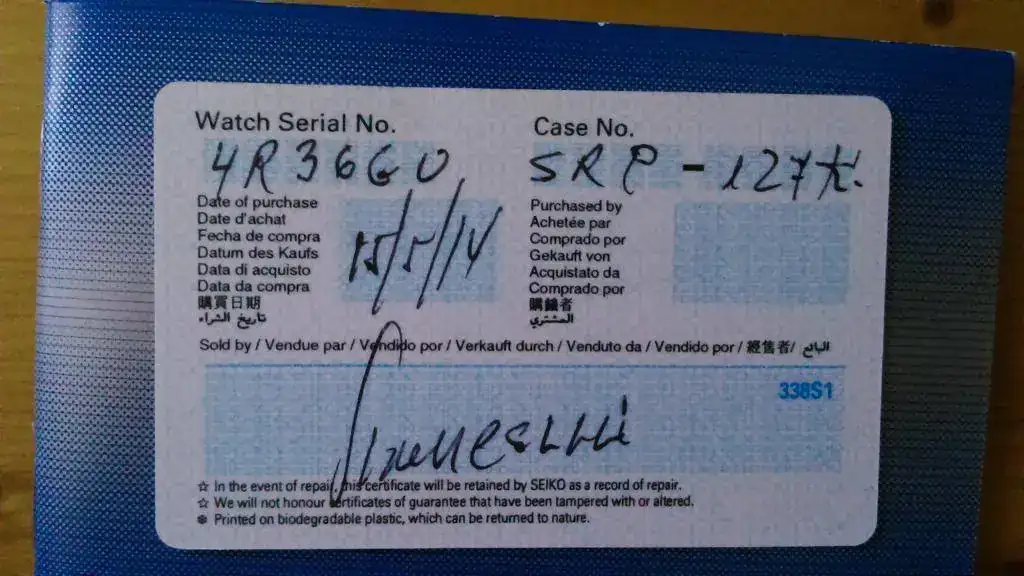 Watch Serial No.
4R36G0
Case No.
SRP-127K.
Date of purchase
Date d'achat
Fecha de compra
Datum des Kaufs
Data di acquisto
Data da compra
購買日期
تاريخ الشراء
15/5/14
Purchased by
Achetée par
Comprado por
Gekauft von
Acquistato da
Comprado por
購買者
المشتري
Sold by / Vendue par / Vendido por / Verkauft durch / Venduto da / Vendido por / 經售者/ البائع
338S1
☆ In the event of repair, this certificate will be retained by SEIKO as a record of repair.
☆ We will not honour certificates of guarantee that have been tampered with or altered.
❄ Printed on biodegradable plastic, which can be returned to nature.